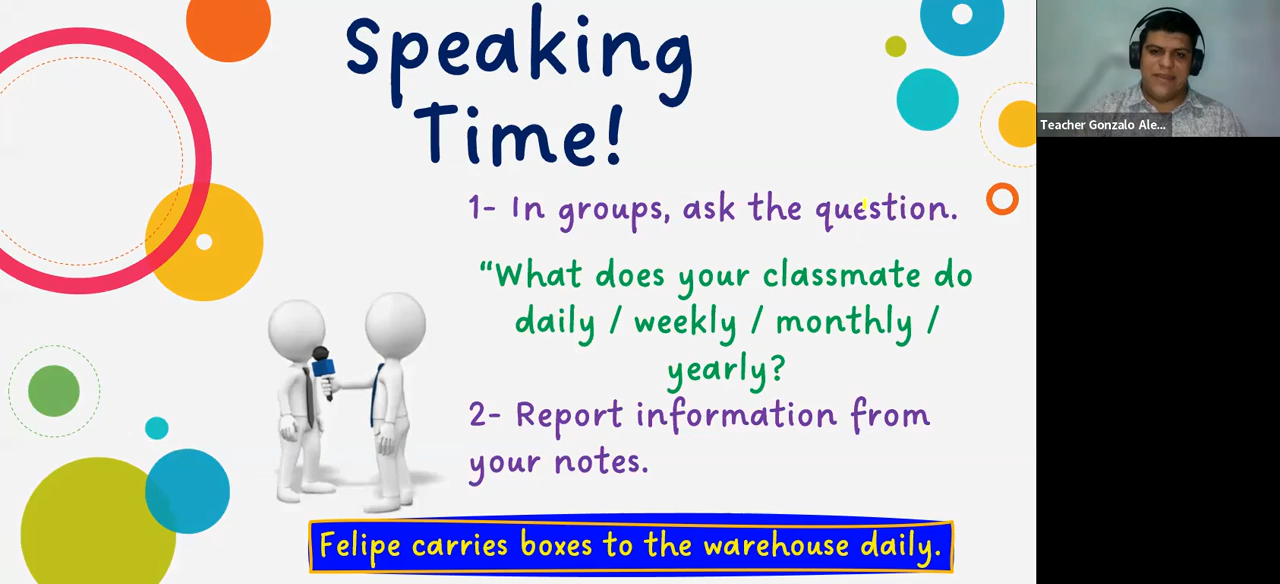 Speaking
Time!
1- In groups, ask the question.
“What does your classmate do
daily / weekly / monthly /
yearly?
2- Report information from
your notes.
Felipe carries boxes to the warehouse daily.
Teacher Gonzalo Ale...